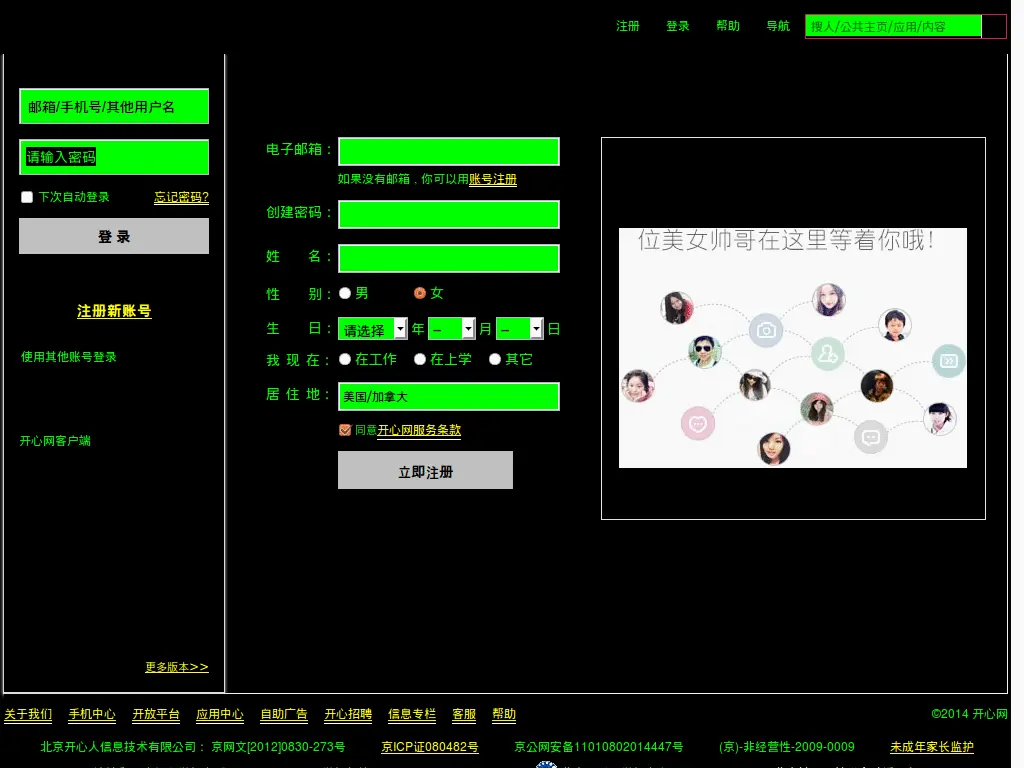 注册 登录 帮助 导航 搜人/公共主页/应用/内容
邮箱/手机号/其他用户名
请输入密码
下次自动登录 忘记密码?
登 录
注册新账号
使用其他账号登录
开心网客户端
更多版本>>
电子邮箱：
如果没有邮箱，你可以用账号注册
创建密码：
姓 名：
性 别： 男 女
生 日： 请选择 年 -- 月 -- 日
我 现 在： 在工作 在上学 其它
居 住 地： 美国/加拿大
同意开心网服务条款
立即注册
位美女帅哥在这里等着你哦!
关于我们 手机中心 开放平台 应用中心 自助广告 开心招聘 信息专栏 客服 帮助 ©2014 开心网
北京开心人信息技术有限公司： 京网文[2012]0830-273号 京ICP证080482号 京公网安备11010802014447号 (京)-非经营性-2009-0009 未成年家长监护